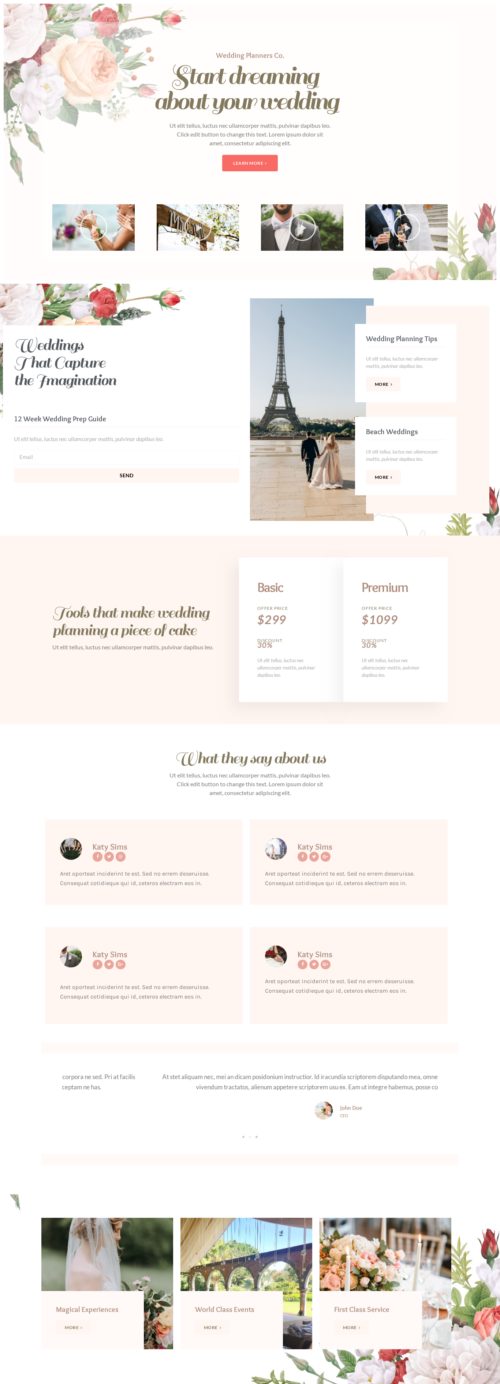 Wedding Planners Co.
Start dreaming
about your wedding
Ut elit tellus, luctus nec ullamcorper mattis, pulvinar dapibus leo.
Click edit button to change this text. Lorem ipsum dolor sit
amet, consectetur adipiscing elit.
LEARN MORE >
Weddings
That Capture
the Imagination
12 Week Wedding Prep Guide
Ut elit tellus, luctus nec ullamcorper mattis, pulvinar dapibus leo.
Email
SEND
Wedding Planning Tips
Ut elit tellus, luctus nec ullamcorper
mattis, pulvinar dapibus leo.
MORE >
Beach Weddings
Ut elit tellus, luctus nec ullamcorper
mattis, pulvinar dapibus leo.
MORE >
Tools that make wedding
planning a piece of cake
Ut elit tellus, luctus nec ullamcorper mattis, pulvinar dapibus leo.
Basic
OFFER PRICE
$299
DISCOUNT
30%
Ut elit tellus, luctus nec
ullamcorper mattis, pulvinar
dapibus leo.
Premium
OFFER PRICE
$1099
DISCOUNT
30%
Ut elit tellus, luctus nec
ullamcorper mattis, pulvinar
dapibus leo.
What they say about us
Ut elit tellus, luctus nec ullamcorper mattis, pulvinar dapibus leo.
Click edit button to change this text. Lorem ipsum dolor sit
amet, consectetur adipiscing elit.
Katy Sims
Aret oporteat inciderint te est. Sed no errem deseruisse.
Consequat cotidieque qui id, ceteros electram eos in.
Katy Sims
Aret oporteat inciderint te est. Sed no errem deseruisse.
Consequat cotidieque qui id, ceteros electram eos in.
Katy Sims
Aret oporteat inciderint te est. Sed no errem deseruisse.
Consequat cotidieque qui id, ceteros electram eos in.
Katy Sims
Aret oporteat inciderint te est. Sed no errem deseruisse.
Consequat cotidieque qui id, ceteros electram eos in.
corpora ne sed. Pri at facilis
ceptam ne has.
At stet aliquam nec, mei an dicam posidonium instructior. Id iracundia scriptorem disputando mea, omne
vivendum tractatos, alienum appetere scripturem usu ex. Eam ut integre habemus, posse co
John Doe
CEO
Magical Experiences
MORE >
World Class Events
MORE >
First Class Service
MORE >